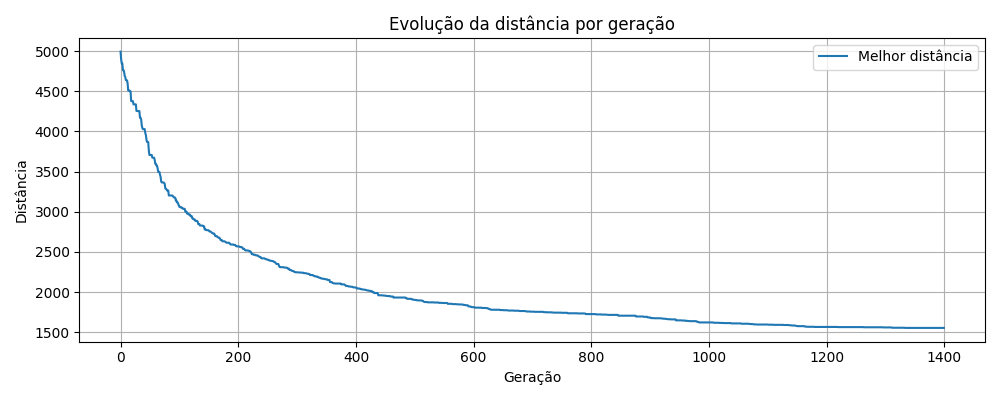 Evolução da distância por geração
Melhor distância
Distância
5000
4500
4000
3500
3000
2500
2000
1500
0 200 400 600 800 1000 1200 1400
Geração